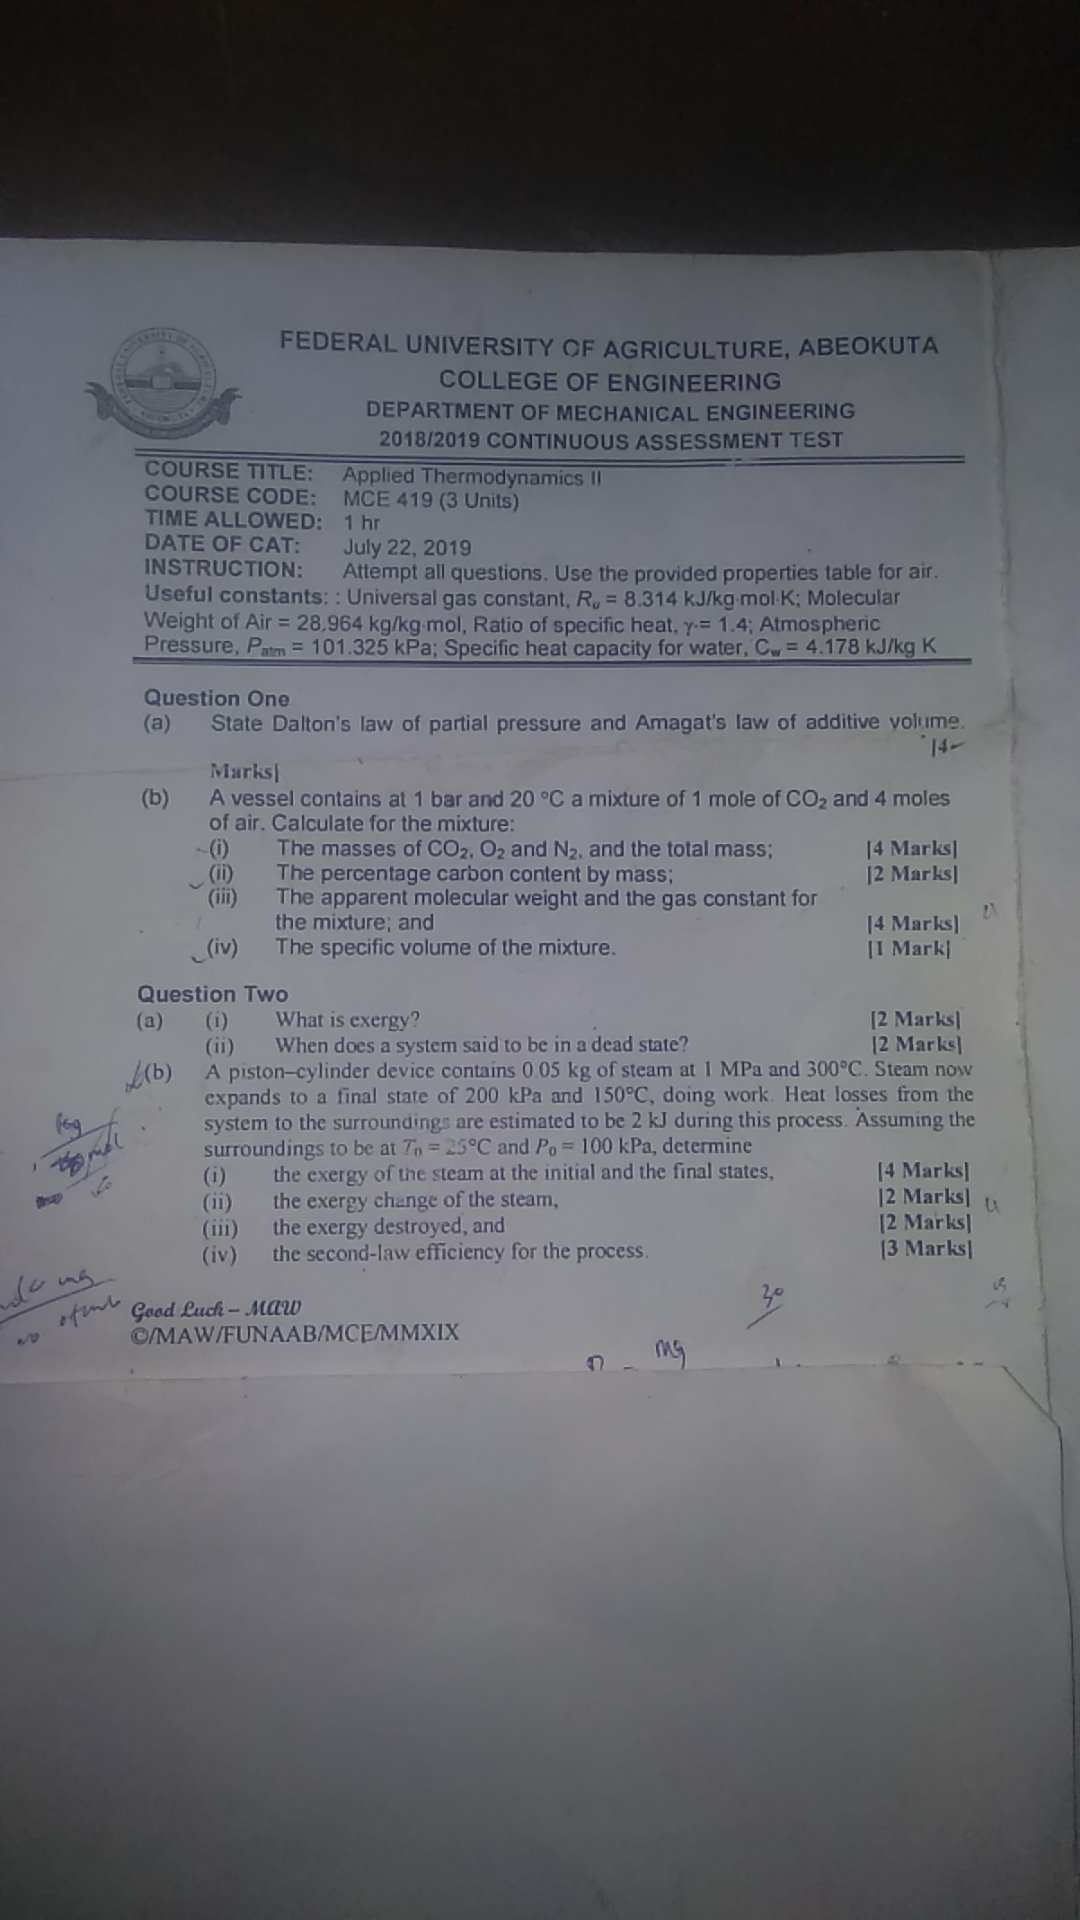 FEDERAL UNIVERSITY OF AGRICULTURE, ABEOKUTA
COLLEGE OF ENGINEERING
DEPARTMENT OF MECHANICAL ENGINEERING
2018/2019 CONTINUOUS ASSESSMENT TEST
COURSE TITLE: Applied Thermodynamics II
COURSE CODE: MCE 419 (3 Units)
TIME ALLOWED: 1 hr
DATE OF CAT: July 22, 2019
INSTRUCTION: Attempt all questions. Use the provided properties table for air.
Useful constants: : Universal gas constant, Rᵤ = 8.314 kJ/kg·mol·K; Molecular
Weight of Air = 28.964 kg/kg·mol, Ratio of specific heat, γ = 1.4; Atmospheric
Pressure, Patm = 101.325 kPa; Specific heat capacity for water, Cw = 4.178 kJ/kg K
Question One
(a) State Dalton's law of partial pressure and Amagat's law of additive volume.
[4
Marks]
(b) A vessel contains at 1 bar and 20 °C a mixture of 1 mole of CO₂ and 4 moles
of air. Calculate for the mixture:
(i) The masses of CO₂, O₂ and N₂, and the total mass; [4 Marks]
(ii) The percentage carbon content by mass; [2 Marks]
(iii) The apparent molecular weight and the gas constant for
the mixture; and [4 Marks]
(iv) The specific volume of the mixture. [1 Mark]
Question Two
(a) (i) What is exergy? [2 Marks]
(ii) When does a system said to be in a dead state? [2 Marks]
(b) A piston–cylinder device contains 0.05 kg of steam at 1 MPa and 300°C. Steam now
expands to a final state of 200 kPa and 150°C, doing work. Heat losses from the
system to the surroundings are estimated to be 2 kJ during this process. Assuming the
surroundings to be at T₀ = 25°C and P₀ = 100 kPa, determine
(i) the exergy of the steam at the initial and the final states, [4 Marks]
(ii) the exergy change of the steam, [2 Marks]
(iii) the exergy destroyed, and [2 Marks]
(iv) the second-law efficiency for the process. [3 Marks]
Good Luck – MAW
30
©/MAW/FUNAAB/MCE/MMXIX